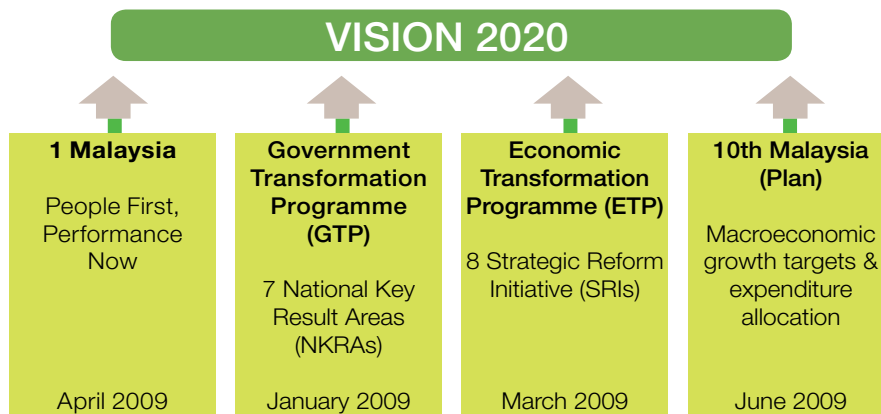 VISION 2020
1 Malaysia
People First,
Performance
Now
April 2009
Government
Transformation
Programme
(GTP)
7 National Key
Result Areas
(NKRAs)
January 2009
Economic
Transformation
Programme (ETP)
8 Strategic Reform
Initiative (SRIs)
March 2009
10th Malaysia
(Plan)
Macroeconomic
growth targets &
expenditure
allocation
June 2009